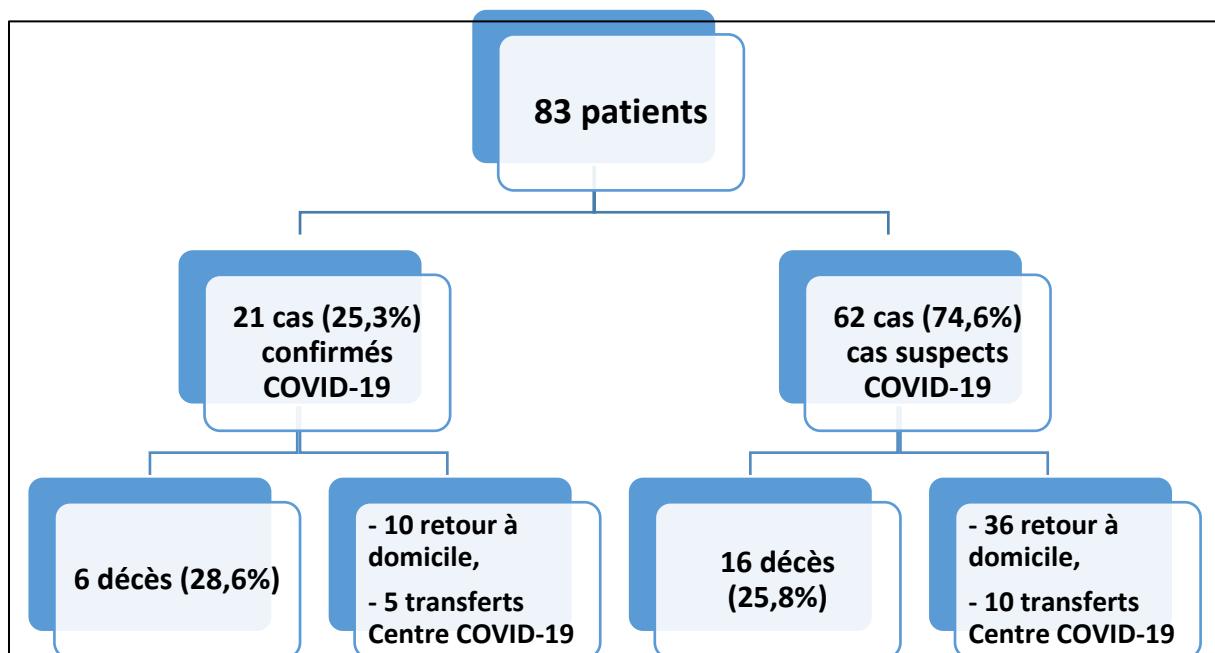 83 patients
21 cas (25,3%)
confirmés
COVID-19
62 cas (74,6%)
cas suspects
COVID-19
6 décès (28,6%)
- 10 retour à
domicile,
- 5 transferts
Centre COVID-19
16 décès
(25,8%)
- 36 retour à
domicile,
- 10 transferts
Centre COVID-19